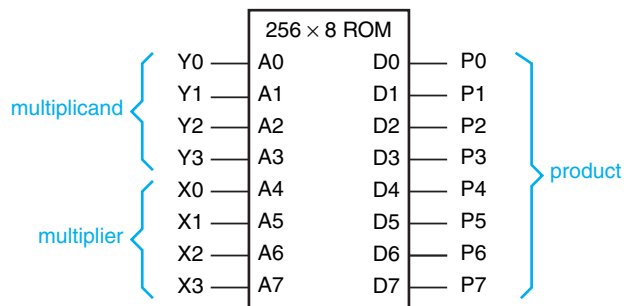 256 × 8 ROM
Y0 A0 D0 P0
Y1 A1 D1 P1
multiplicand
Y2 A2 D2 P2
Y3 A3 D3 P3
product
X0 A4 D4 P4
X1 A5 D5 P5
multiplier
X2 A6 D6 P6
X3 A7 D7 P7